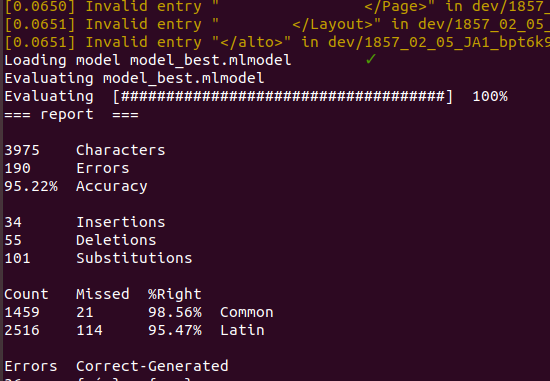 [0.0650] Invalid entry " </Page>" in dev/1857_
[0.0651] Invalid entry " </Layout>" in dev/1857_02_05_
[0.0651] Invalid entry "</alto>" in dev/1857_02_05_JA1_bpt6k9
Loading model model_best.mlmodel ✓
Evaluating model_best.mlmodel
Evaluating [####################################] 100%
=== report ===
3975 Characters
190 Errors
95.22% Accuracy
34 Insertions
55 Deletions
101 Substitutions
Count Missed %Right
1459 21 98.56% Common
2516 114 95.47% Latin
Errors Correct-Generated